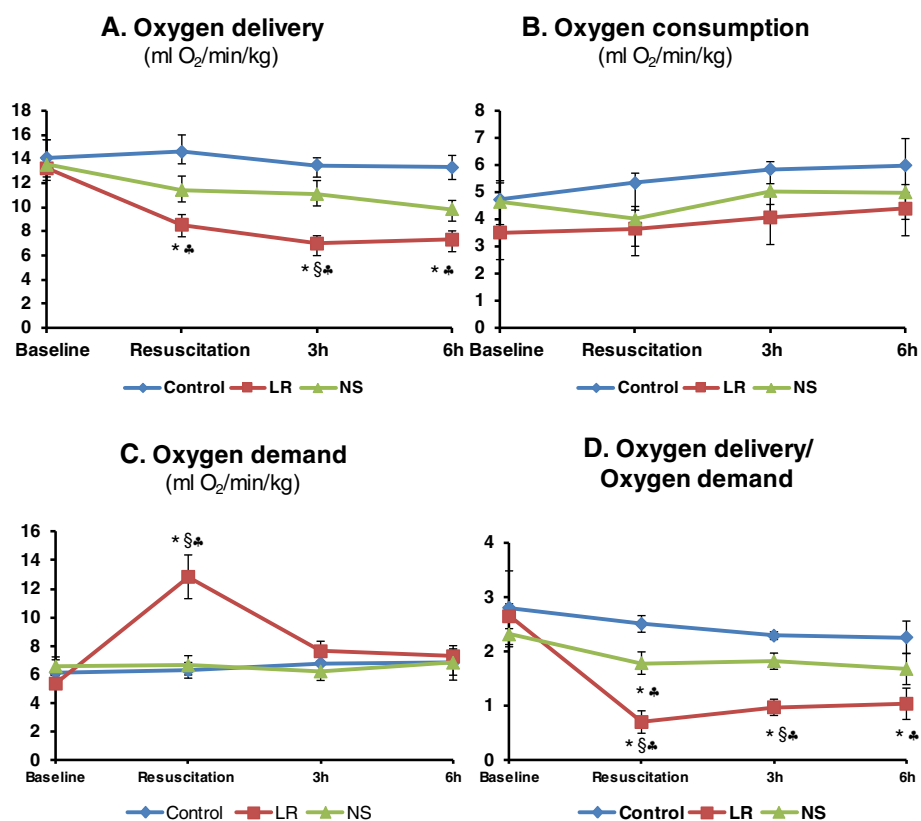 A. Oxygen delivery
(ml O₂/min/kg)
18
16
14
12
10
8
6
4
2
0
* ♣
* §♣
* ♣
Baseline Resuscitation 3h 6h
Control LR NS
B. Oxygen consumption
(ml O₂/min/kg)
8
7
6
5
4
3
2
1
0
Baseline Resuscitation 3h 6h
Control LR NS
C. Oxygen demand
(ml O₂/min/kg)
16
14
12
10
8
6
4
2
0
* §♣
Baseline Resuscitation 3h 6h
Control LR NS
D. Oxygen delivery/
Oxygen demand
4
3
2
1
0
* ♣
* §♣
* §♣
* ♣
Baseline Resuscitation 3h 6h
Control LR NS